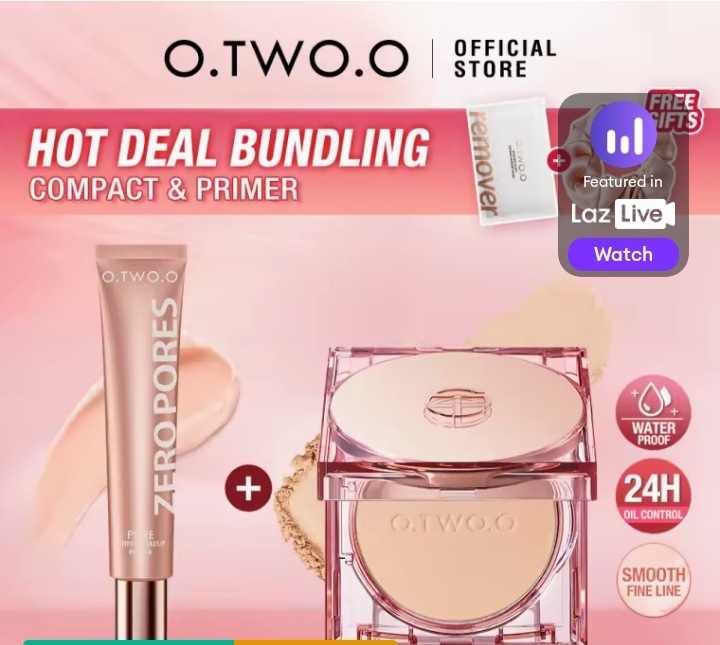 O.TWO.O
OFFICIAL
STORE
HOT DEAL BUNDLING
COMPACT & PRIMER
remover
O.TWO.O
FREE
GIFTS
Featured in
Laz Live
Watch
O.TWO.O
ZERO PORES
O.TWO.O
WATER
PROOF
24H
OIL CONTROL
SMOOTH
FINE LINE